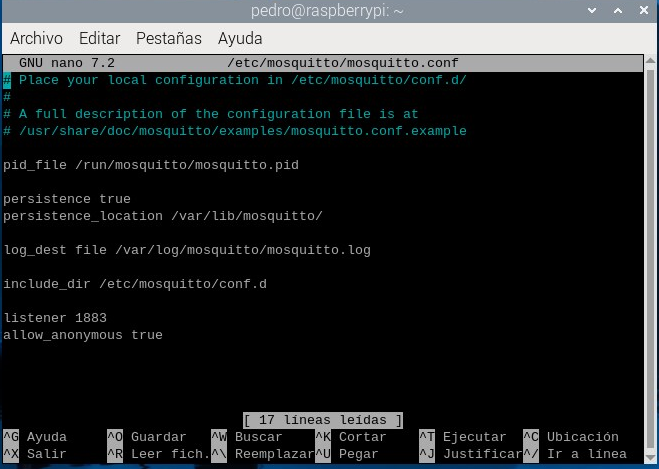 pedro@raspberrypi: ~
Archivo Editar Pestañas Ayuda
GNU nano 7.2 /etc/mosquitto/mosquitto.conf
# Place your local configuration in /etc/mosquitto/conf.d/
#
# A full description of the configuration file is at
# /usr/share/doc/mosquitto/examples/mosquitto.conf.example
pid_file /run/mosquitto/mosquitto.pid
persistence true
persistence_location /var/lib/mosquitto/
log_dest file /var/log/mosquitto/mosquitto.log
include_dir /etc/mosquitto/conf.d
listener 1883
allow_anonymous true
[ 17 líneas leídas ]
^G Ayuda ^O Guardar ^W Buscar ^K Cortar ^T Ejecutar ^C Ubicación
^X Salir ^R Leer fich. ^\ Reemplazar ^U Pegar ^J Justificar ^/ Ir a línea